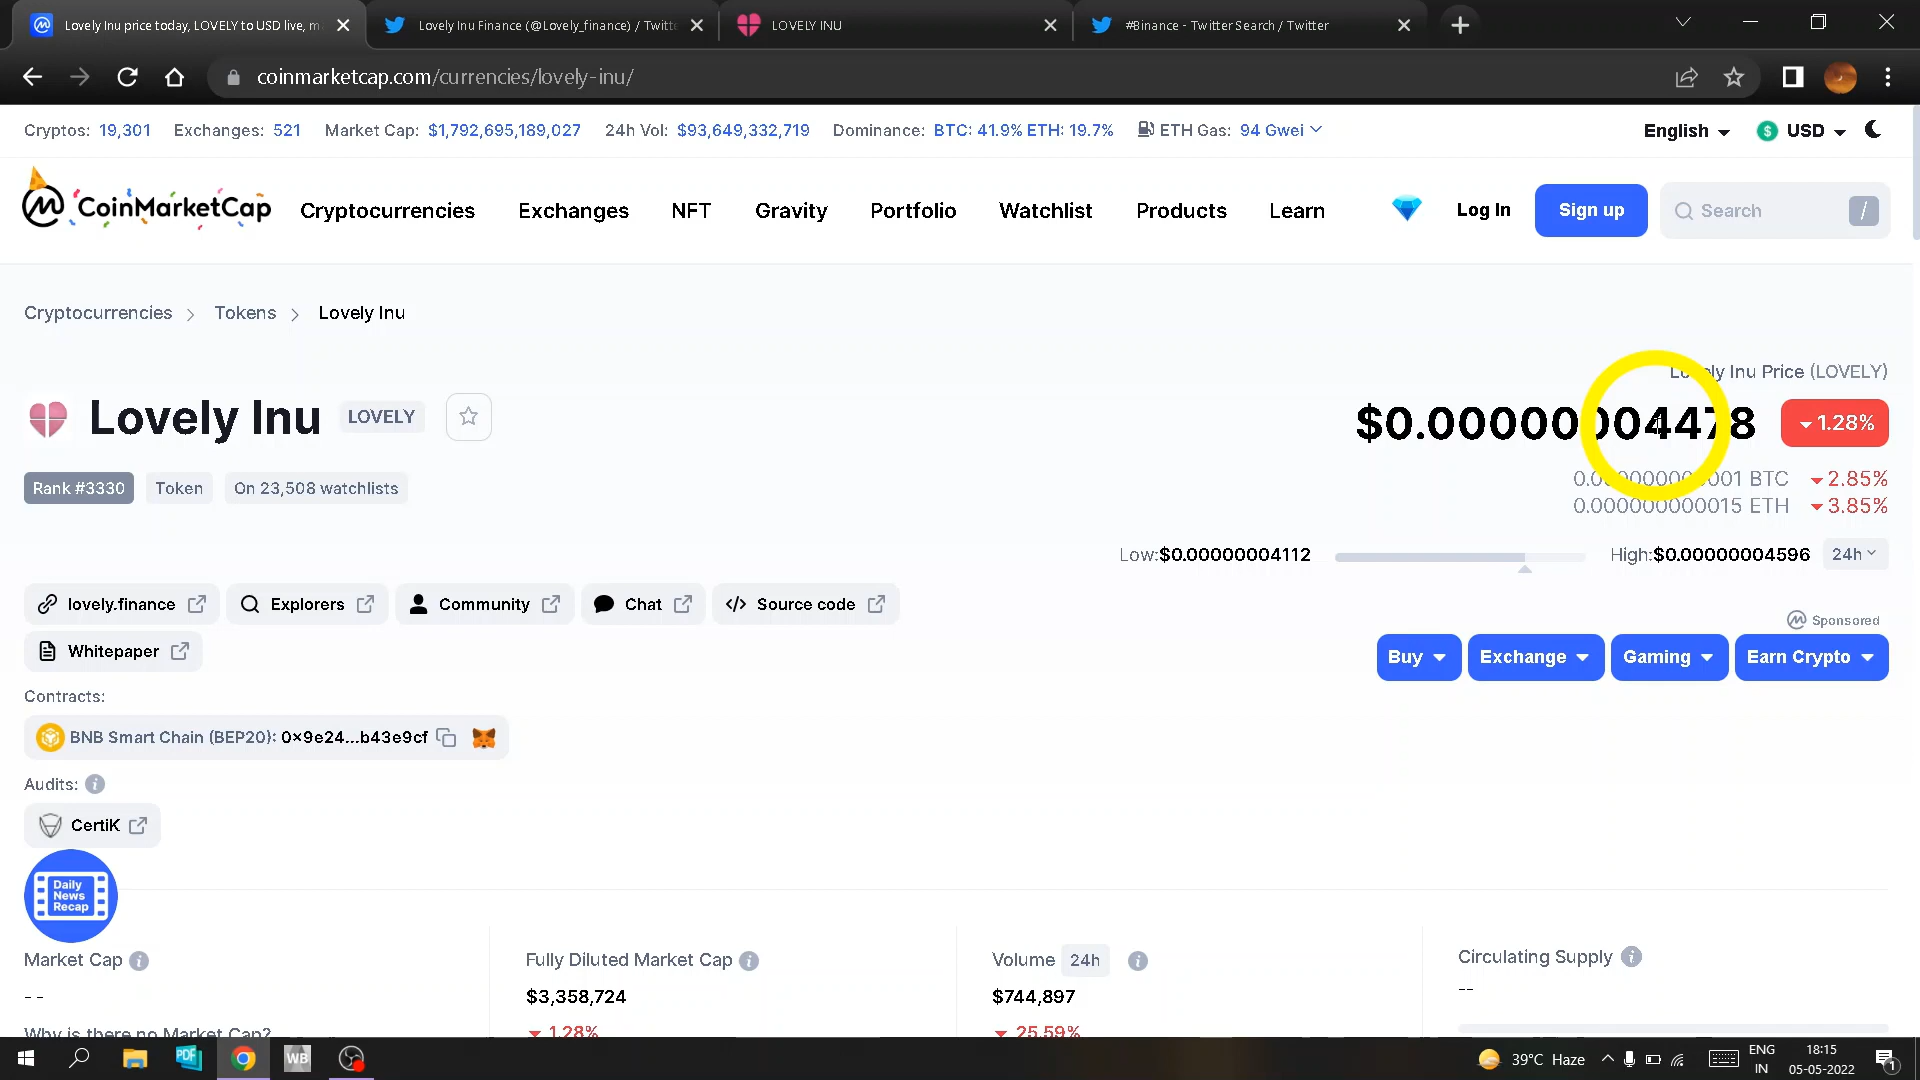 Lovely Inu price today, LOVELY to USD live, m
Lovely Inu Finance (@Lovely_finance) / Twitt
LOVELY INU
#Binance - Twitter Search / Twitter
coinmarketcap.com/currencies/lovely-inu/
Cryptos: 19,301 Exchanges: 521 Market Cap: $1,792,695,189,027 24h Vol: $93,649,332,719 Dominance: BTC: 41.9% ETH: 19.7% ETH Gas: 94 Gwei
English USD
CoinMarketCap Cryptocurrencies Exchanges NFT Gravity Portfolio Watchlist Products Learn Log In Sign up Search /
Cryptocurrencies > Tokens > Lovely Inu
Lovely Inu Price (LOVELY)
Lovely Inu LOVELY
$0.00000004478 1.28%
Rank #3330 Token On 23,508 watchlists
0.000000000001 BTC 2.85%
0.000000000015 ETH 3.85%
Low:$0.00000004112 High:$0.00000004596 24h
lovely.finance Explorers Community Chat </> Source code
Sponsored
Whitepaper
Buy Exchange Gaming Earn Crypto
Contracts:
BNB Smart Chain (BEP20): 0x9e24...b43e9cf
Audits: i
CertiK
Daily
News
Recap
Market Cap i Fully Diluted Market Cap i Volume 24h i Circulating Supply i
- - $3,358,724 $744,897 --
Why is there no Market Cap? 1.28% 25.59%
PDF WB 39°C Haze ENG 18:15
IN 05-05-2022 1